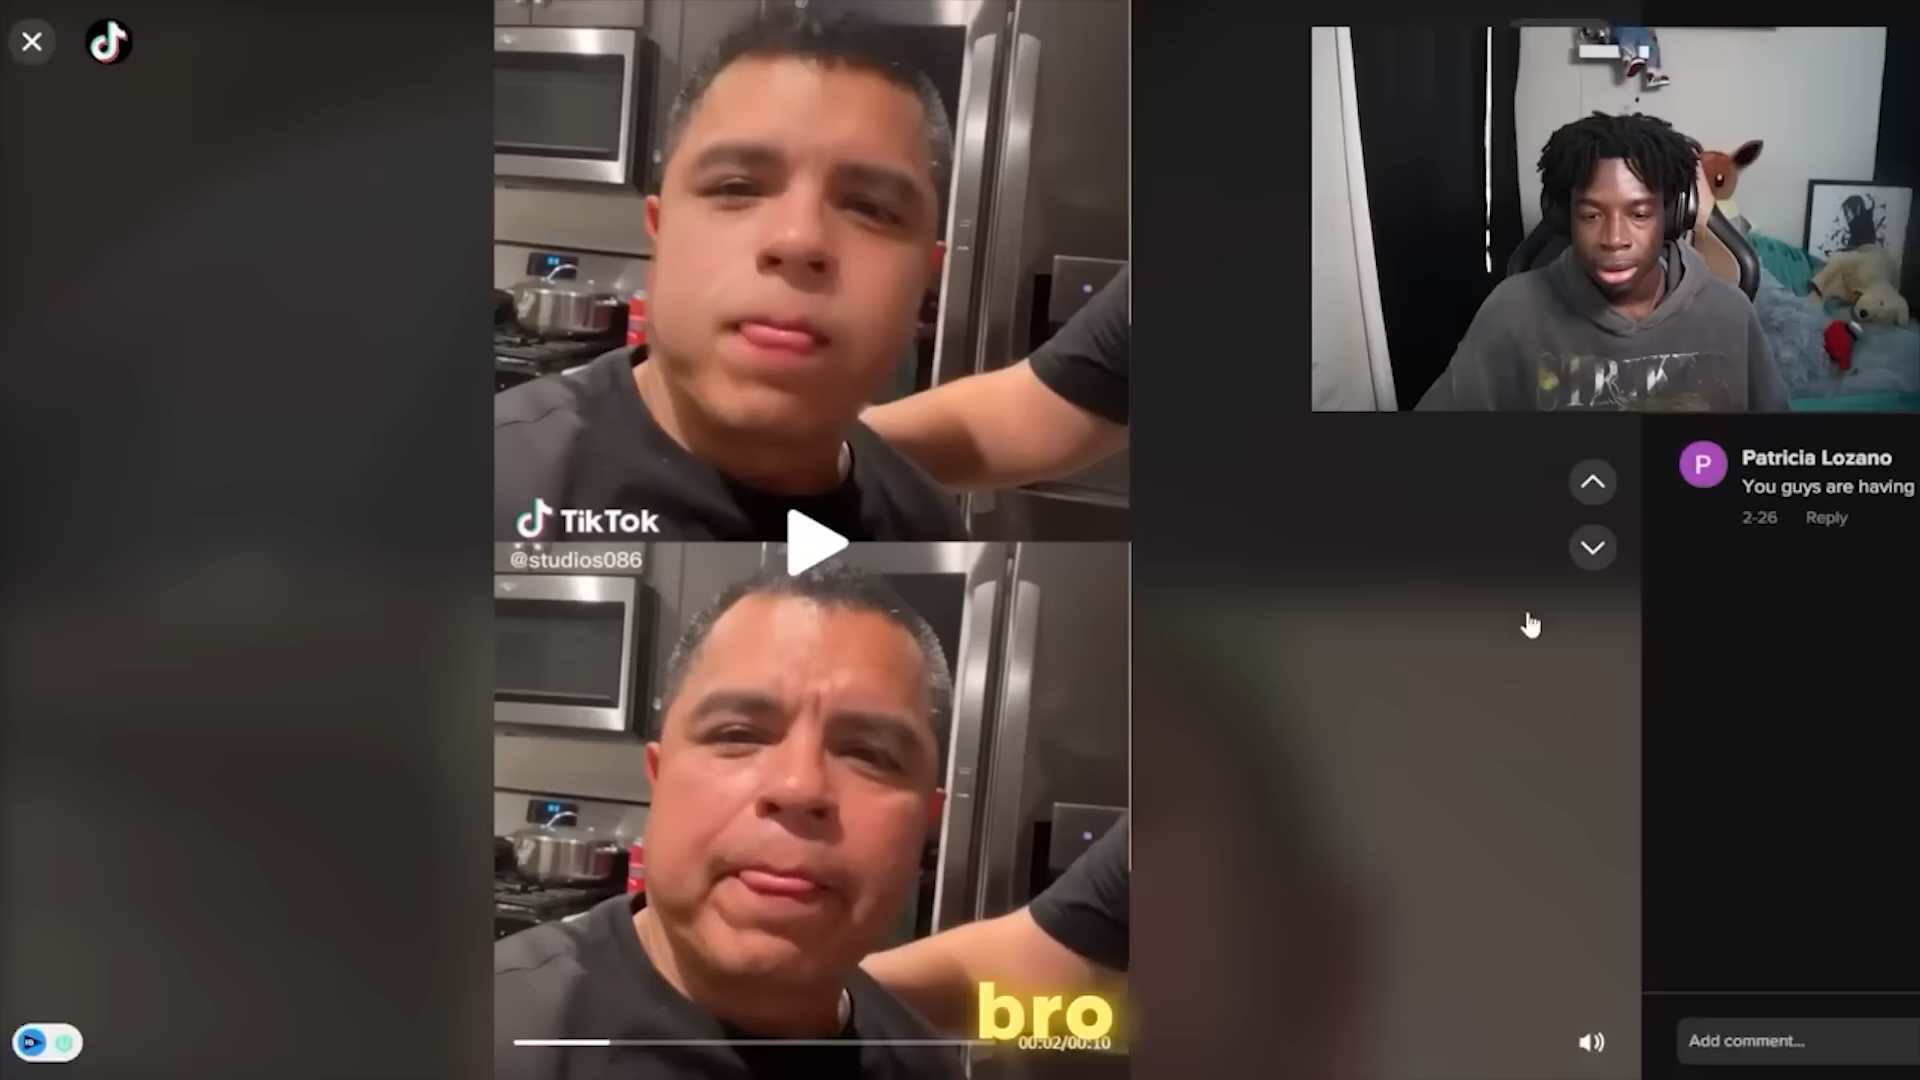 TikTok
@studios086
bro
00:02/00:10
Patricia Lozano
You guys are having
2-26 Reply
Add comment...
P